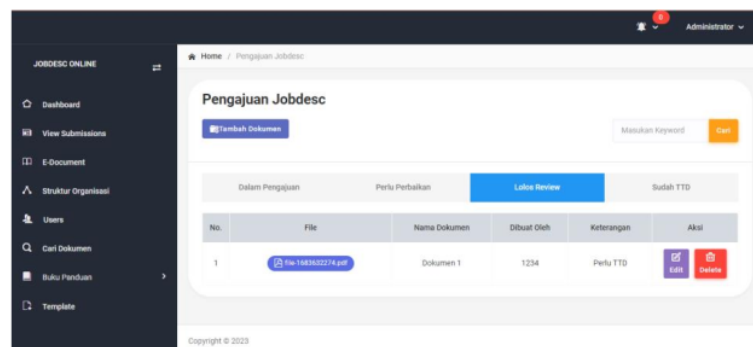 0
Administrator
JOBDESC ONLINE
Home / Pengajuan Jobdesc
Dashboard
View Submissions
E-Document
Struktur Organisasi
Users
Cari Dokumen
Buku Panduan
Template
Pengajuan Jobdesc
Tambah Dokumen
Masukan Keyword
Cari
Dalam Pengajuan Perlu Perbaikan Lolos Review Sudah TTD
No. File Nama Dokumen Dibuat Oleh Keterangan Aksi
1 file-1683632274.pdf Dokumen 1 1234 Perlu TTD Edit Delete
Copyright © 2023